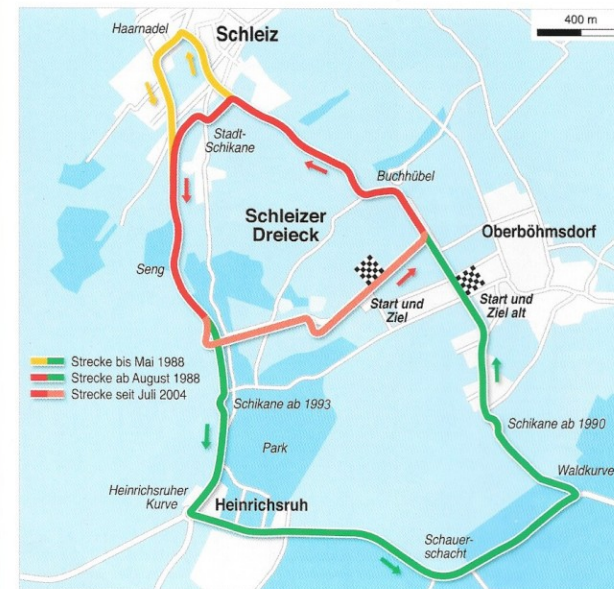 Haarnadel
Schleiz
400 m
Stadt-
Schikane
Buchhübel
Schleizer
Dreieck
Oberböhmsdorf
Seng
Start und
Ziel
Start und
Ziel alt
Strecke bis Mai 1988
Strecke ab August 1988
Strecke seit Juli 2004
Schikane ab 1993
Schikane ab 1990
Park
Waldkurve
Heinrichsruher
Kurve
Heinrichsruh
Schauer-
schacht